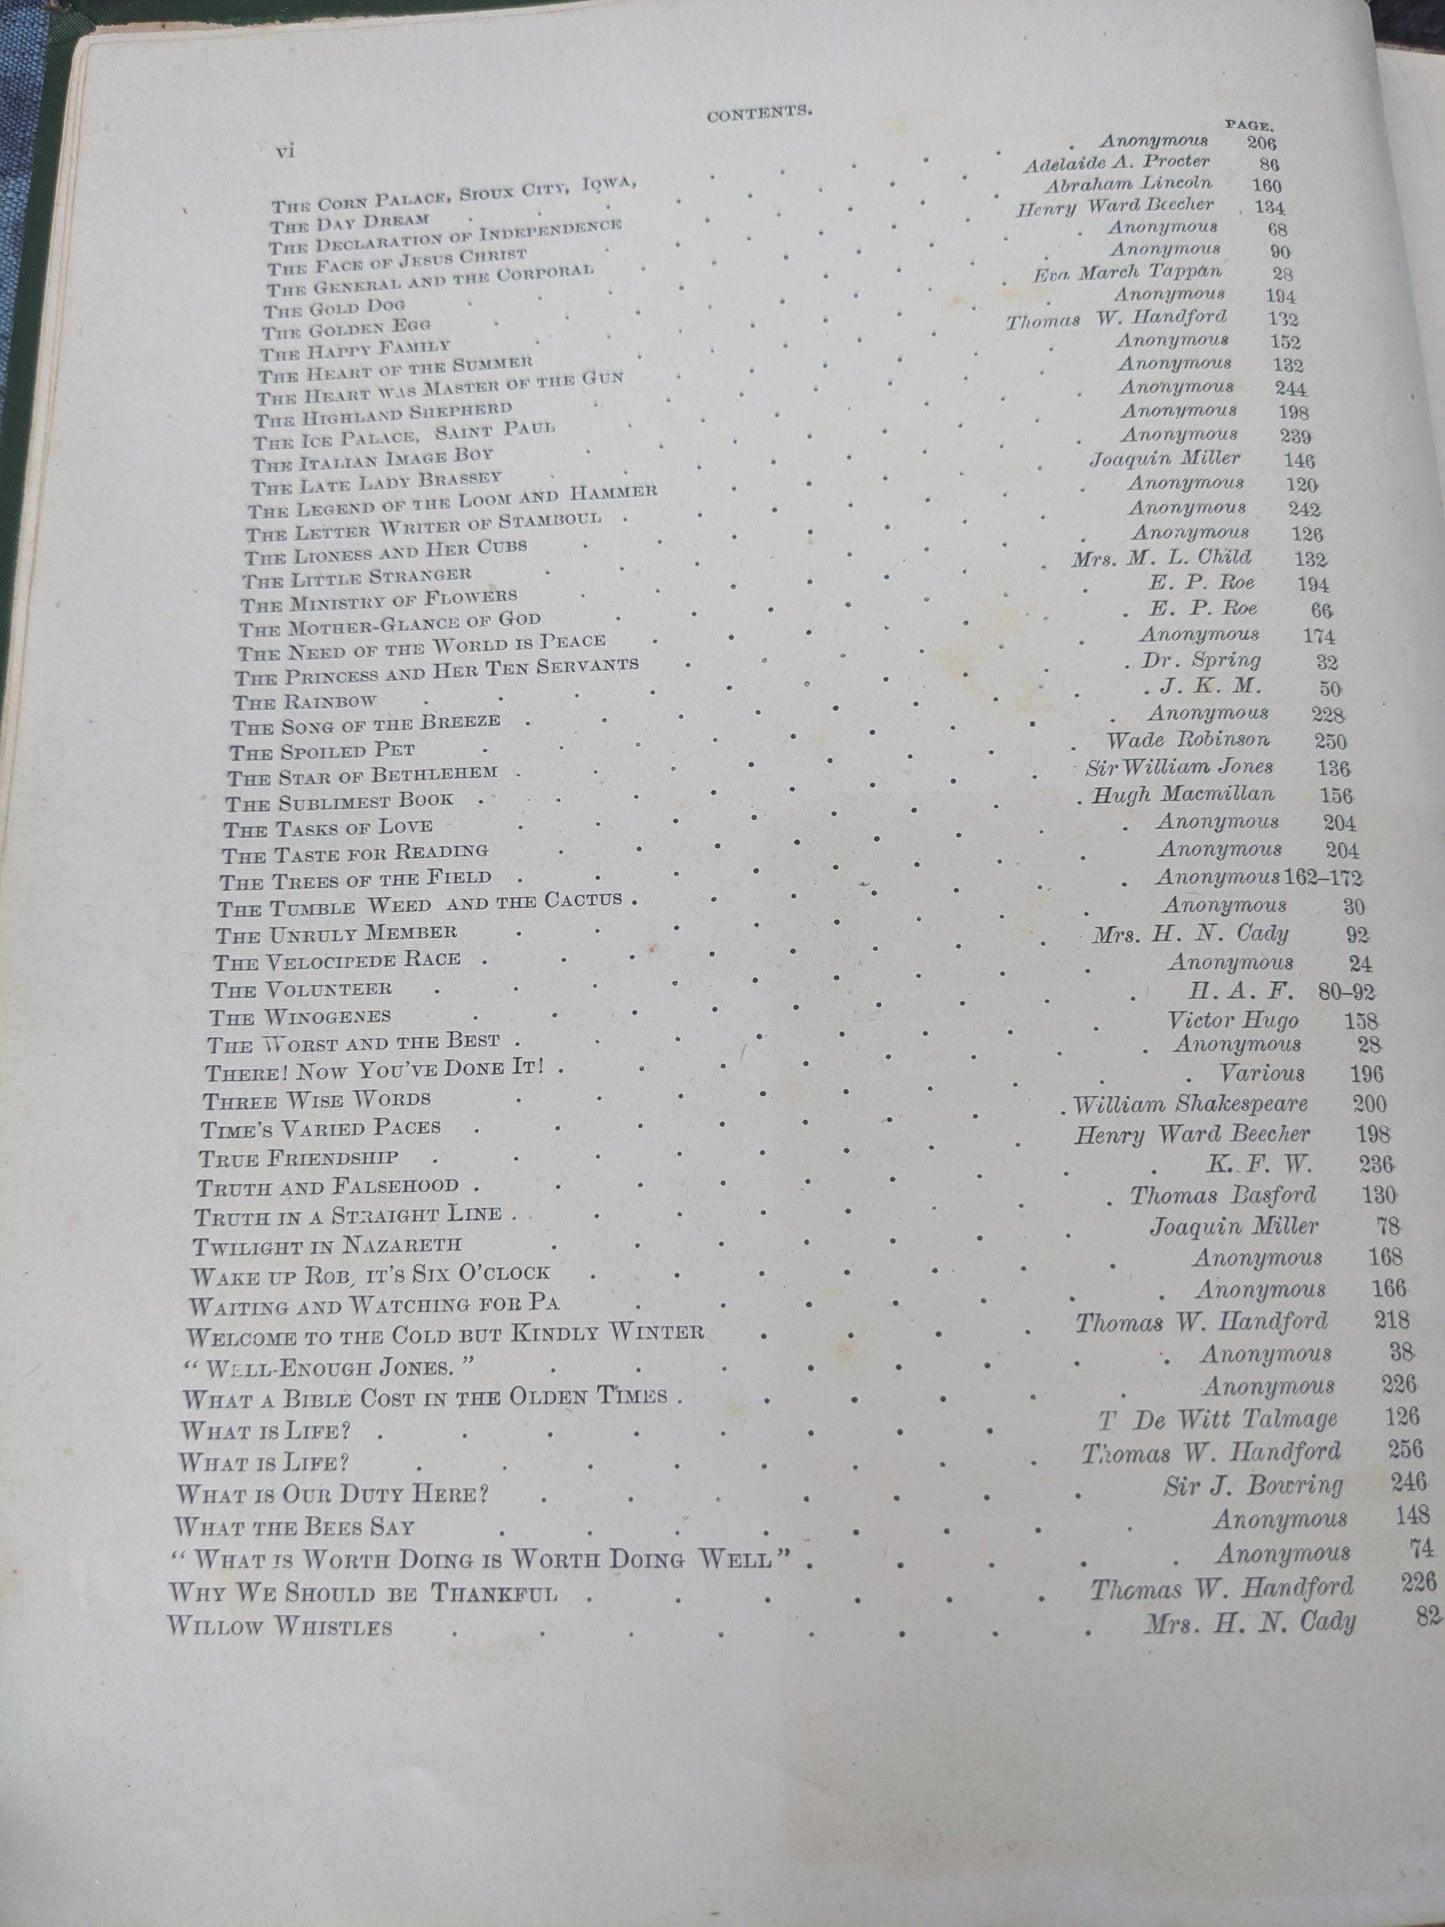 vi
CONTENTS.
PAGE.
THE CORN PALACE, SIOUX CITY, IOWA, . . . . . Anonymous 206
THE DAY DREAM . . . . . . Adelaide A. Procter 86
THE DECLARATION OF INDEPENDENCE . . . . Abraham Lincoln 160
THE FACE OF JESUS CHRIST . . . . . Henry Ward Beecher 134
THE GENERAL AND THE CORPORAL . . . . . Anonymous 68
THE GOLD DOG . . . . . . Anonymous 90
THE GOLDEN EGG . . . . . . Eva March Tappan 28
THE HAPPY FAMILY . . . . . . Anonymous 194
THE HEART OF THE SUMMER . . . . . Thomas W. Handford 132
THE HEART WAS MASTER OF THE GUN . . . . . Anonymous 152
THE HIGHLAND SHEPHERD . . . . . . Anonymous 132
THE ICE PALACE, SAINT PAUL . . . . . . Anonymous 244
THE ITALIAN IMAGE BOY . . . . . . Anonymous 198
THE LATE LADY BRASSEY . . . . . . Anonymous 239
THE LEGEND OF THE LOOM AND HAMMER . . . . . Joaquin Miller 146
THE LETTER WRITER OF STAMBOUL . . . . . . Anonymous 120
THE LIONESS AND HER CUBS . . . . . . Anonymous 242
THE LITTLE STRANGER . . . . . . Anonymous 126
THE MINISTRY OF FLOWERS . . . . . . Mrs. M. L. Child 132
THE MOTHER-GLANCE OF GOD . . . . . . E. P. Roe 194
THE NEED OF THE WORLD IS PEACE . . . . . . E. P. Roe 66
THE PRINCESS AND HER TEN SERVANTS . . . . . Anonymous 174
THE RAINBOW . . . . . . . Dr. Spring 32
THE SONG OF THE BREEZE . . . . . . . J. K. M. 50
THE SPOILED PET . . . . . . . Anonymous 228
THE STAR OF BETHLEHEM . . . . . . . Wade Robinson 250
THE SUBLIMEST BOOK . . . . . . . Sir William Jones 136
THE TASKS OF LOVE . . . . . . . Hugh Macmillan 156
THE TASTE FOR READING . . . . . . . Anonymous 204
THE TREES OF THE FIELD . . . . . . . Anonymous 204
THE TUMBLE WEED AND THE CACTUS . . . . . . Anonymous 162–172
THE UNRULY MEMBER . . . . . . . Anonymous 30
THE VELOCIPEDE RACE . . . . . . . Mrs. H. N. Cady 92
THE VOLUNTEER . . . . . . . Anonymous 24
THE WINOGENES . . . . . . . H. A. F. 80–92
THE WORST AND THE BEST . . . . . . . Victor Hugo 158
THERE! NOW YOU'VE DONE IT! . . . . . . . Anonymous 28
THREE WISE WORDS . . . . . . . Various 196
TIME'S VARIED PACES . . . . . . . William Shakespeare 200
TRUE FRIENDSHIP . . . . . . . Henry Ward Beecher 198
TRUTH AND FALSEHOOD . . . . . . . K. F. W. 236
TRUTH IN A STRAIGHT LINE . . . . . . . Thomas Basford 130
TWILIGHT IN NAZARETH . . . . . . . Joaquin Miller 78
WAKE UP ROB, IT'S SIX O'CLOCK . . . . . . . Anonymous 168
WAITING AND WATCHING FOR PA . . . . . . . Anonymous 166
WELCOME TO THE COLD BUT KINDLY WINTER . . . . Thomas W. Handford 218
"WELL-ENOUGH JONES." . . . . . . . . Anonymous 38
WHAT A BIBLE COST IN THE OLDEN TIMES . . . . . . Anonymous 226
WHAT IS LIFE? . . . . . . . . T De Witt Talmage 126
WHAT IS LIFE? . . . . . . . . Thomas W. Handford 256
WHAT IS OUR DUTY HERE? . . . . . . . Sir J. Bowring 246
WHAT THE BEES SAY . . . . . . . . Anonymous 148
"WHAT IS WORTH DOING IS WORTH DOING WELL" . . . . . Anonymous 74
WHY WE SHOULD BE THANKFUL . . . . . . Thomas W. Handford 226
WILLOW WHISTLES . . . . . . . . Mrs. H. N. Cady 82